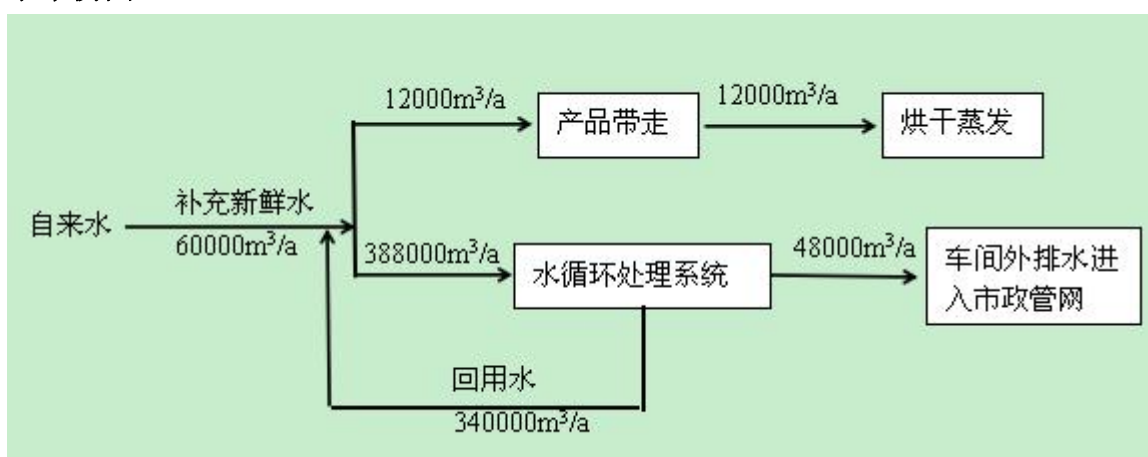 12000m³/a
产品带走
12000m³/a
烘干蒸发
自来水
补充新鲜水
60000m³/a
388000m³/a
水循环处理系统
48000m³/a
车间外排水进
入市政管网
回用水
340000m³/a